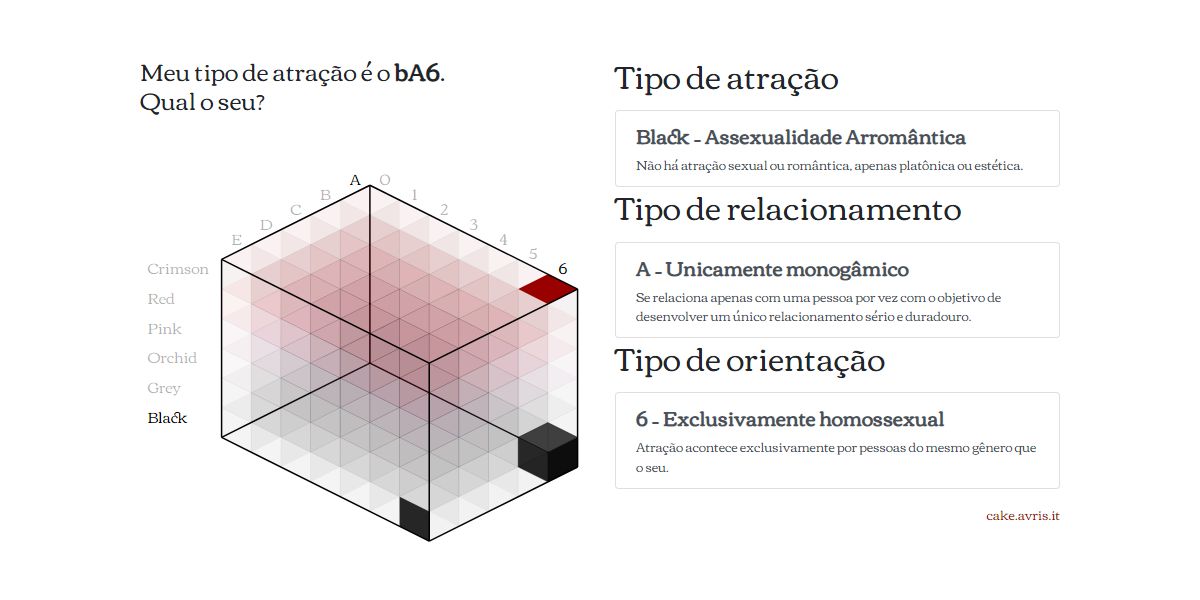 Meu tipo de atração é o bA6.
Qual o seu?
A O
B 1
C 2
D 3
E 4
5
6
Crimson
Red
Pink
Orchid
Grey
Black
Tipo de atração
Black - Assexualidade Arromântica
Não há atração sexual ou romântica, apenas platônica ou estética.
Tipo de relacionamento
A - Unicamente monogâmico
Se relaciona apenas com uma pessoa por vez com o objetivo de
desenvolver um único relacionamento sério e duradouro.
Tipo de orientação
6 - Exclusivamente homossexual
Atração acontece exclusivamente por pessoas do mesmo gênero que
o seu.
cake.avris.it